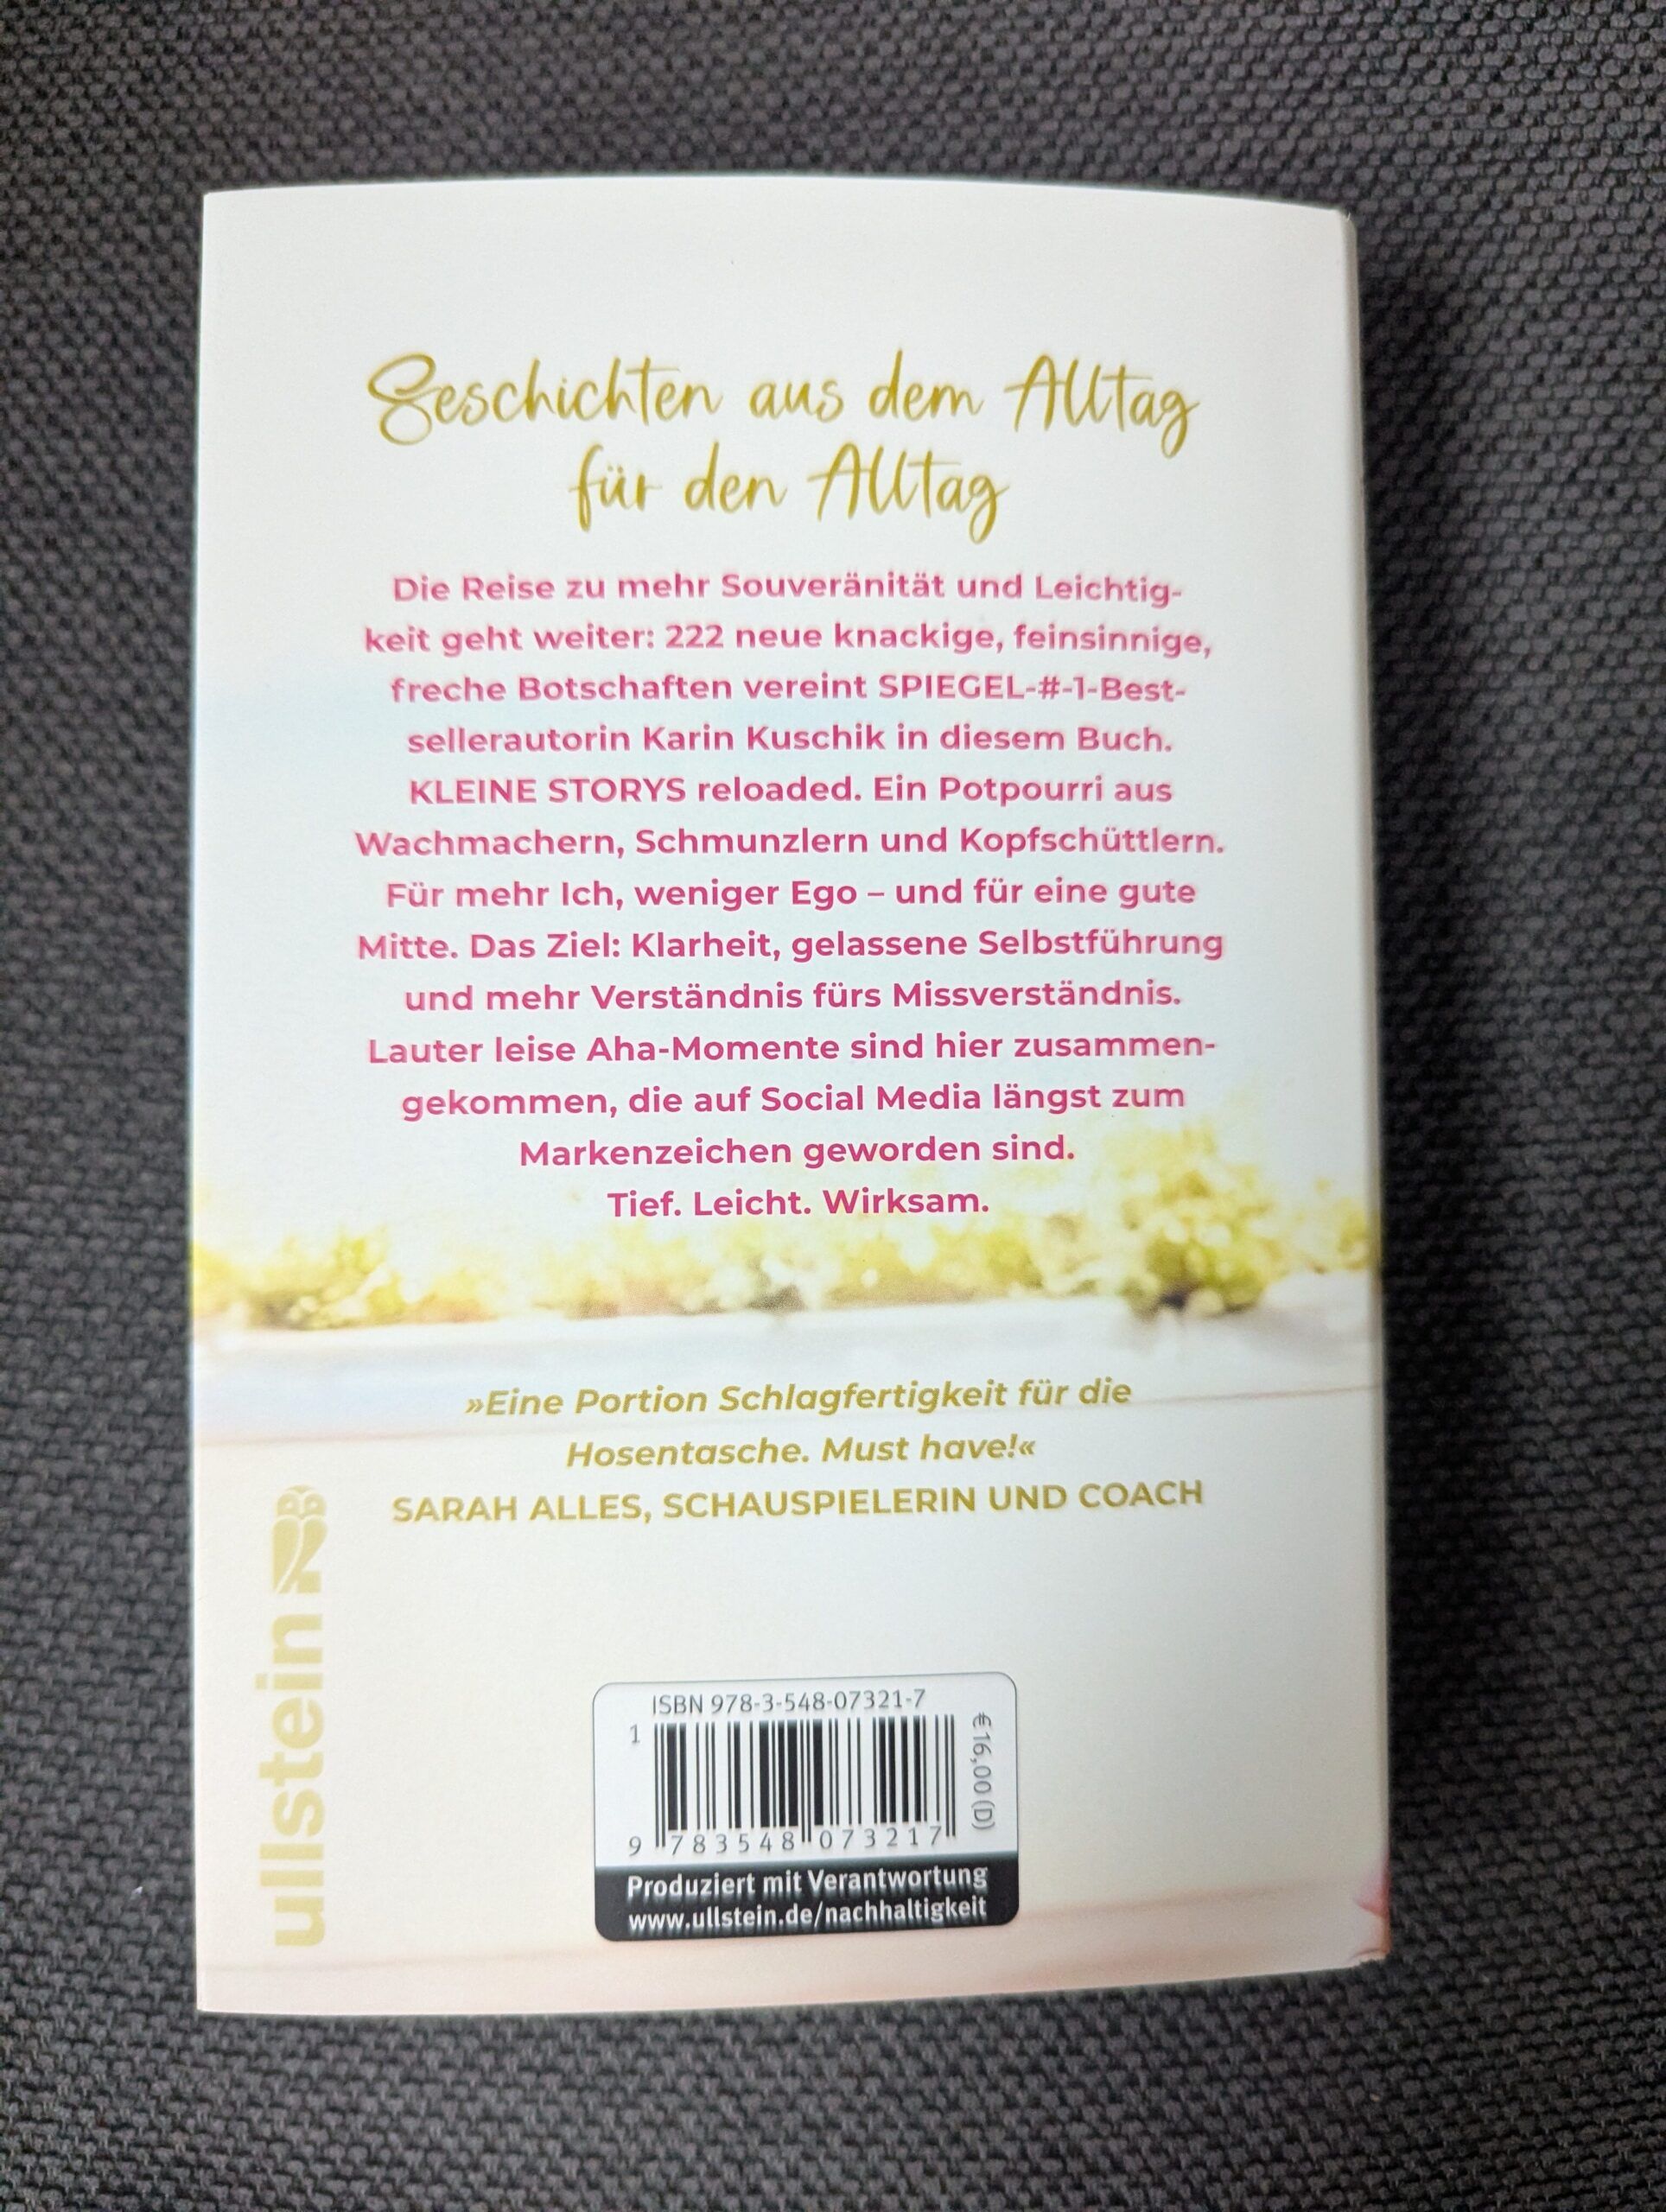 Geschichten aus dem Alltag
für den Alltag
Die Reise zu mehr Souveränität und Leichtig-
keit geht weiter: 222 neue knackige, feinsinnige,
freche Botschaften vereint SPIEGEL-#-1-Best-
sellerautorin Karin Kuschik in diesem Buch.
KLEINE STORYS reloaded. Ein Potpourri aus
Wachmachern, Schmunzlern und Kopfschüttlern.
Für mehr Ich, weniger Ego – und für eine gute
Mitte. Das Ziel: Klarheit, gelassene Selbstführung
und mehr Verständnis fürs Missverständnis.
Lauter leise Aha-Momente sind hier zusammen-
gekommen, die auf Social Media längst zum
Markenzeichen geworden sind.
Tief. Leicht. Wirksam.
»Eine Portion Schlagfertigkeit für die
Hosentasche. Must have!«
SARAH ALLES, SCHAUSPIELERIN UND COACH
ullstein
ISBN 978-3-548-07321-7
1
€ 16,00 (D)
9 783548 073217
Produziert mit Verantwortung
www.ullstein.de/nachhaltigkeit